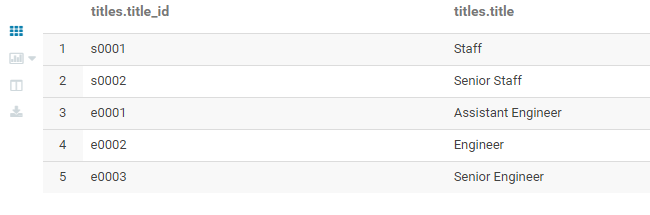 titles.title_id titles.title
1 s0001 Staff
2 s0002 Senior Staff
3 e0001 Assistant Engineer
4 e0002 Engineer
5 e0003 Senior Engineer